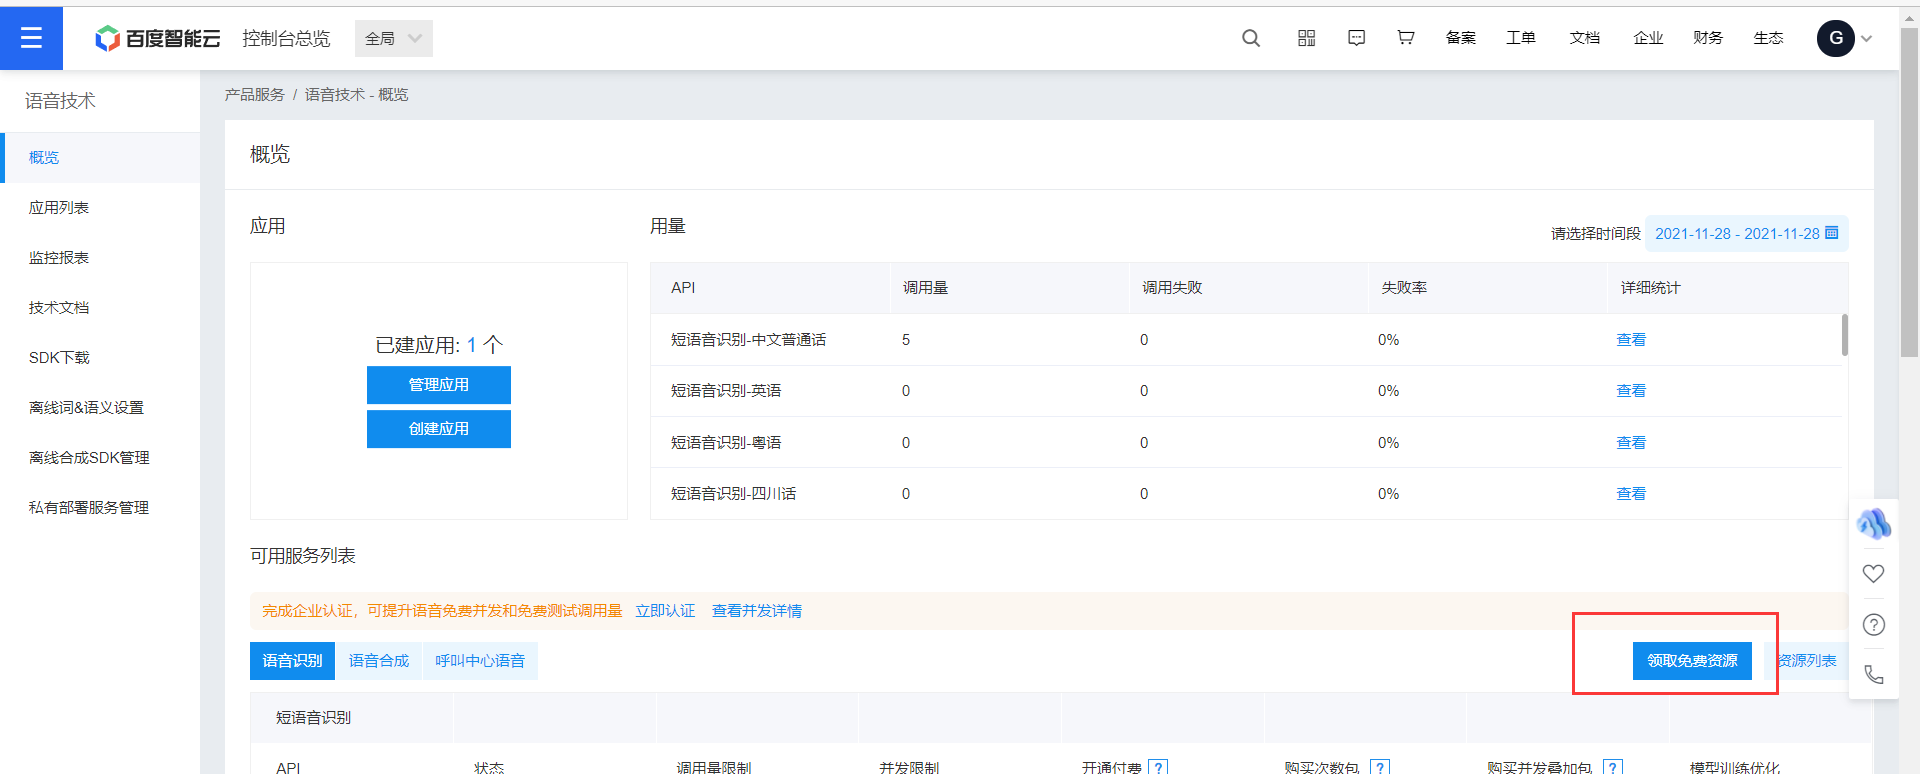 百度智能云 控制台总览 全局 备案 工单 文档 企业 财务 生态 G
语音技术
概览
应用列表
监控报表
技术文档
SDK下载
离线词&语义设置
离线合成SDK管理
私有部署服务管理
产品服务 / 语音技术 - 概览
概览
应用
已建应用: 1 个
管理应用
创建应用
用量
请选择时间段 2021-11-28 - 2021-11-28
API 调用量 调用失败 失败率 详细统计
短语音识别-中文普通话 5 0 0% 查看
短语音识别-英语 0 0 0% 查看
短语音识别-粤语 0 0 0% 查看
短语音识别-四川话 0 0 0% 查看
可用服务列表
完成企业认证，可提升语音免费并发和免费测试调用量 立即认证 查看并发详情
语音识别 语音合成 呼叫中心语音 领取免费资源 资源列表
短语音识别
API 状态 调用量限制 并发限制 开通付费 ? 购买次数包 ? 购买并发叠加包 ? 模型训练优化